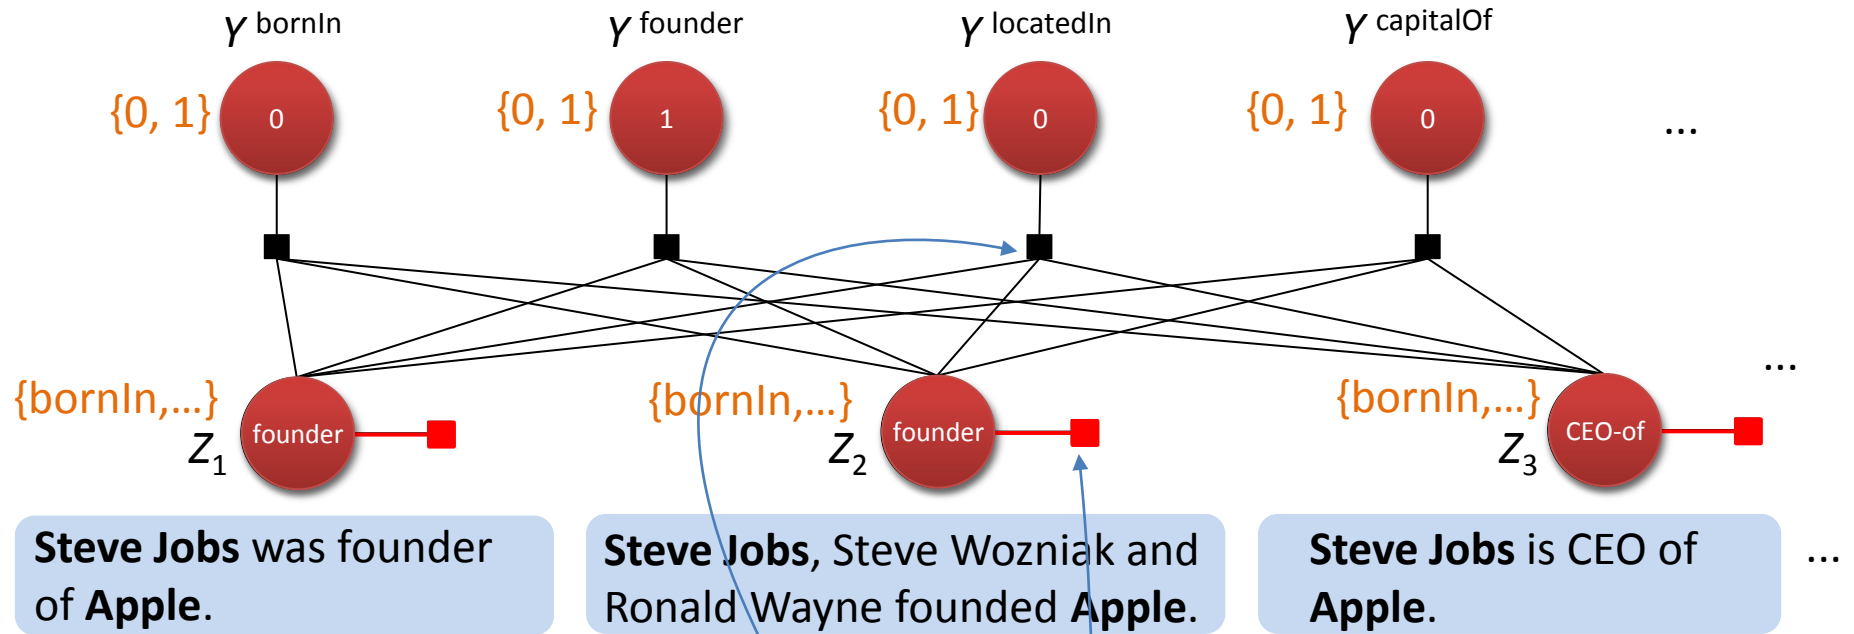 Y bornIn
Y founder
Y locatedIn
Y capitalOf
{0, 1} 0
{0, 1} 1
{0, 1} 0
{0, 1} 0
...
{bornIn,...} founder
Z1
{bornIn,...} founder
Z2
{bornIn,...} CEO-of
Z3
...
Steve Jobs was founder
of Apple.
Steve Jobs, Steve Wozniak and
Ronald Wayne founded Apple.
Steve Jobs is CEO of
Apple.
...